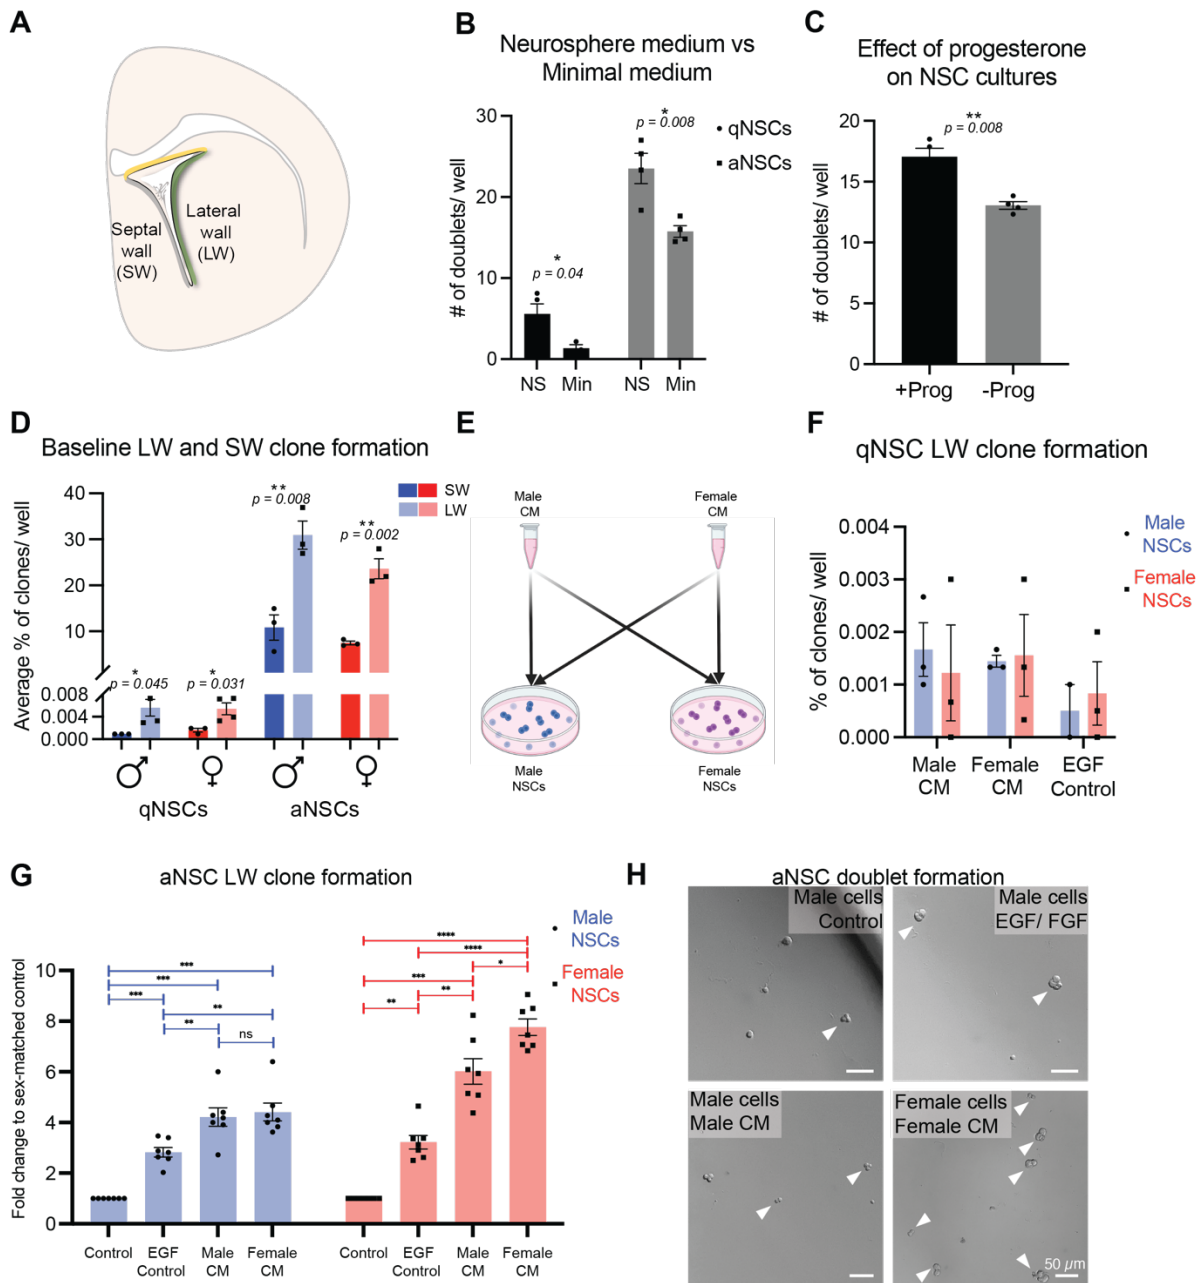 A
Septal
wall
(SW)
Lateral
wall
(LW)
B
Neurosphere medium vs
Minimal medium
# of doublets/ well
30
20
10
0
*
p = 0.04
*
p = 0.008
qNSCs
aNSCs
NS
Min
NS
Min
C
Effect of progesterone
on NSC cultures
# of doublets/ well
20
15
10
5
0
**
p = 0.008
+Prog
-Prog
D
Baseline LW and SW clone formation
Average % of clones/ well
40
30
20
10
0.008
0.004
0.000
*
p = 0.045
*
p = 0.031
**
p = 0.008
**
p = 0.002
SW
LW
♂
♀
♂
♀
qNSCs
aNSCs
E
Male
CM
Female
CM
Male
NSCs
Female
NSCs
F
qNSC LW clone formation
% of clones/ well
0.004
0.003
0.002
0.001
0.000
Male
NSCs
Female
NSCs
Male
CM
Female
CM
EGF
Control
G
aNSC LW clone formation
Fold change to sex-matched control
10
8
6
4
2
0
***
***
***
**
**
ns
****
****
*
***
**
**
Male
NSCs
Female
NSCs
Control
EGF
Control
Male
CM
Female
CM
Control
EGF
Control
Male
CM
Female
CM
H
aNSC doublet formation
Male cells
Control
Male cells
EGF/ FGF
Male cells
Male CM
Female cells
Female CM
50 µm